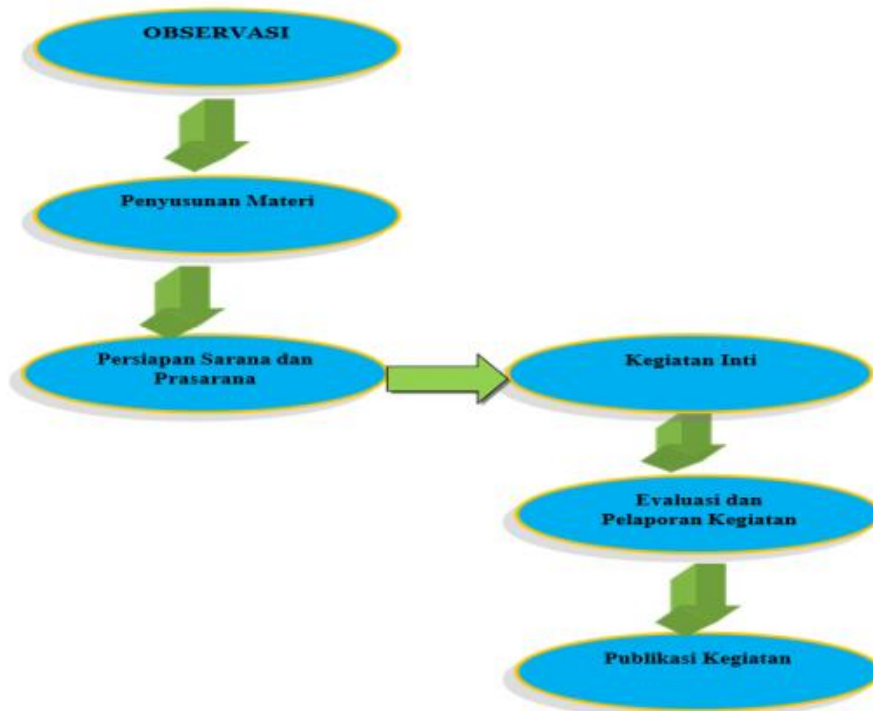 OBSERVASI
Penyusunan Materi
Persiapan Sarana dan
Prasarana
Kegiatan Inti
Evaluasi dan
Pelaporan Kegiatan
Publikasi Kegiatan